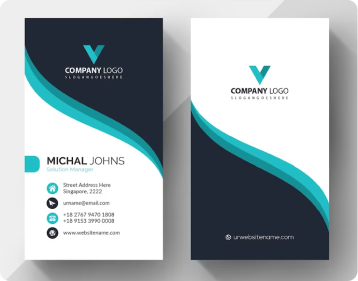 COMPANY LOGO
SLOGANGOESHERE
MICHAL JOHNS
Solution Manager
Street Address Here
Singapore, 2222
urname@email.com
+18 2767 9470 1808
+18 9153 3990 0008
www.websitename.com
COMPANY LOGO
SLOGANGOESHERE
urwebsitename.com